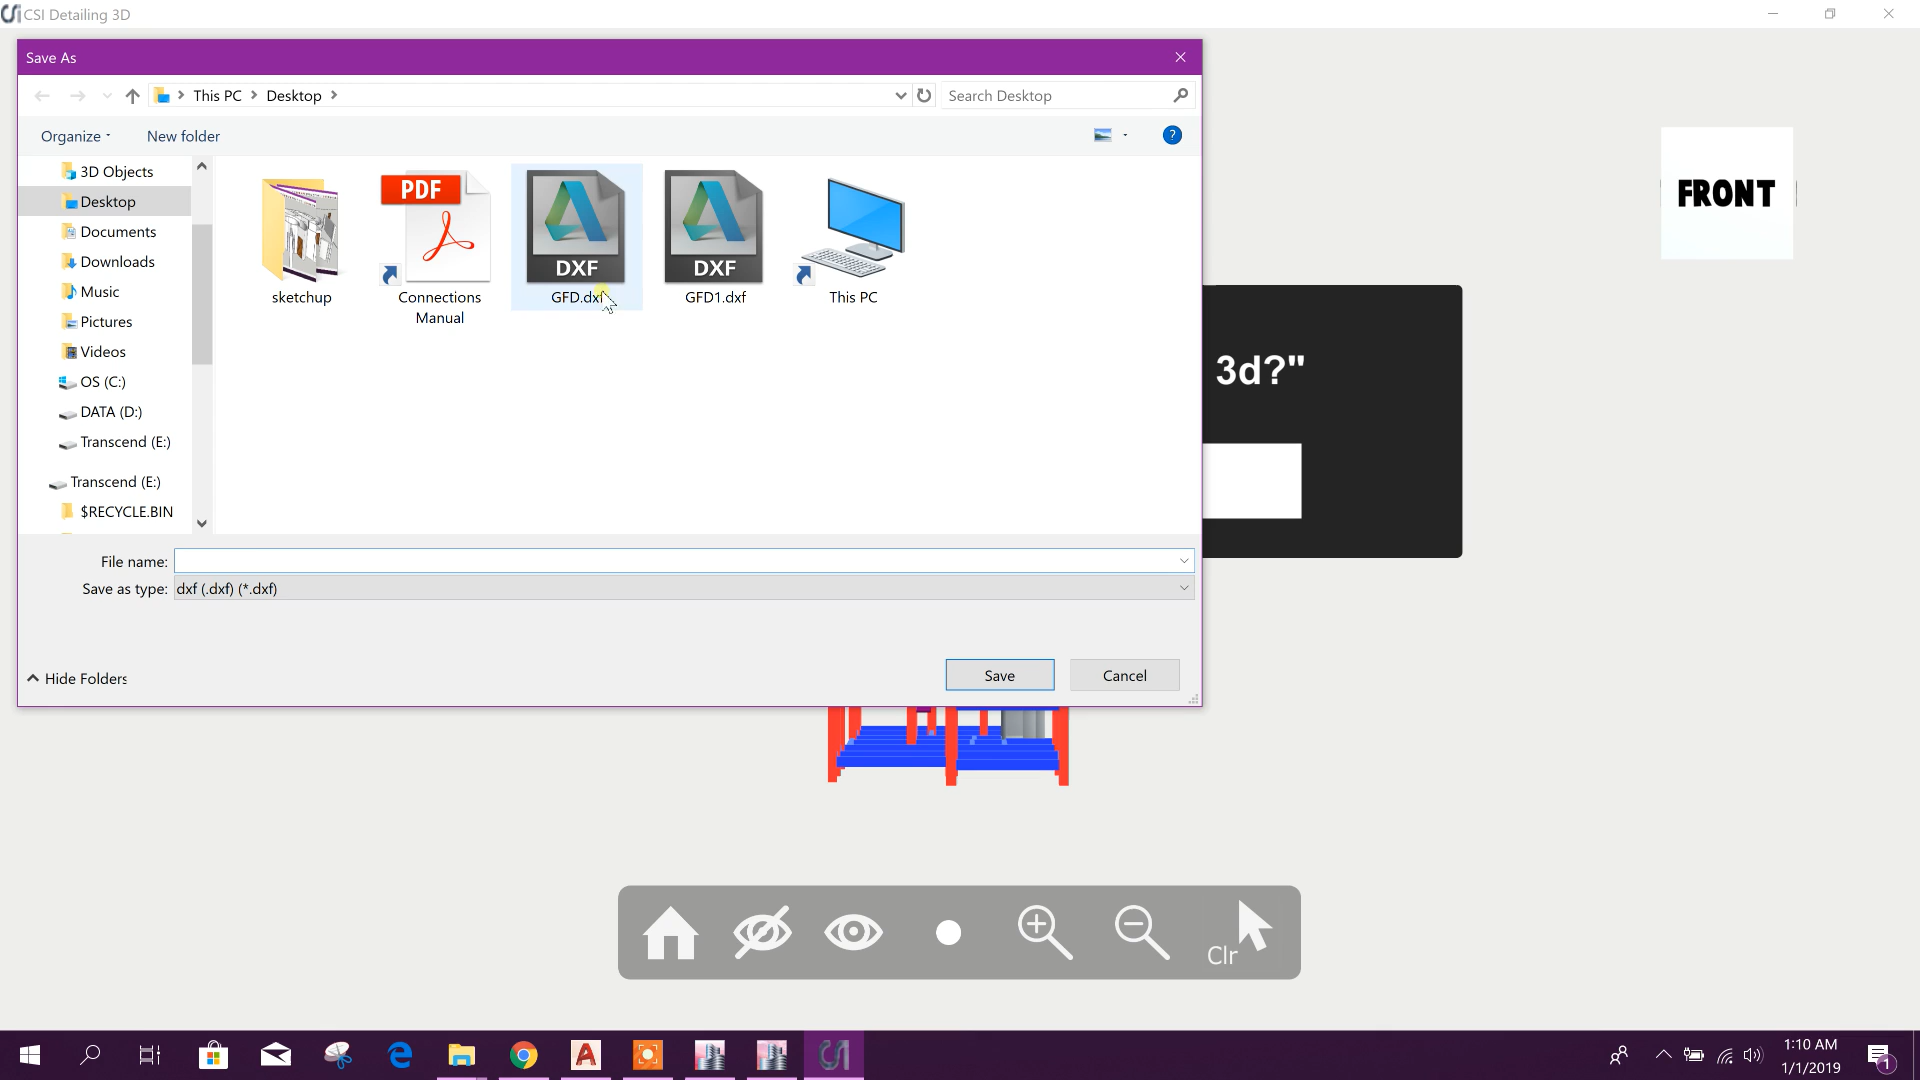 CSI Detailing 3D
Save As
This PC
Desktop
Search Desktop
Organize
New folder
3D Objects
Desktop
Documents
Downloads
Music
Pictures
Videos
OS (C:)
DATA (D:)
Transcend (E:)
Transcend (E:)
$RECYCLE.BIN
sketchup
PDF
Connections
Manual
DXF
GFD.dxf
DXF
GFD1.dxf
This PC
FRONT
3d?"
File name:
Save as type: dxf (.dxf) (*.dxf)
Hide Folders
Save
Cancel
Clr
1:10 AM
1/1/2019
1